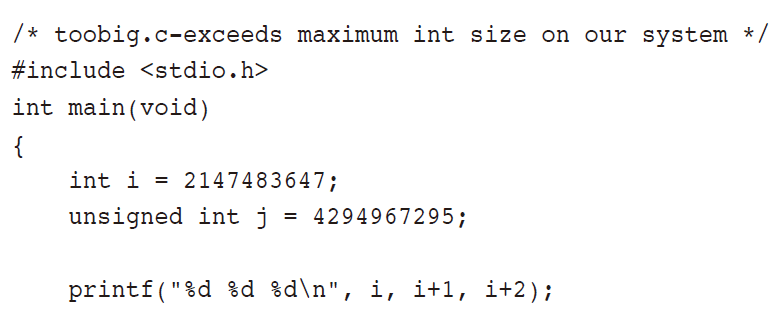 /* toobig.c-exceeds maximum int size on our system */
#include <stdio.h>
int main(void)
{
    int i = 2147483647;
    unsigned int j = 4294967295;

    printf("%d %d %d\n", i, i+1, i+2);